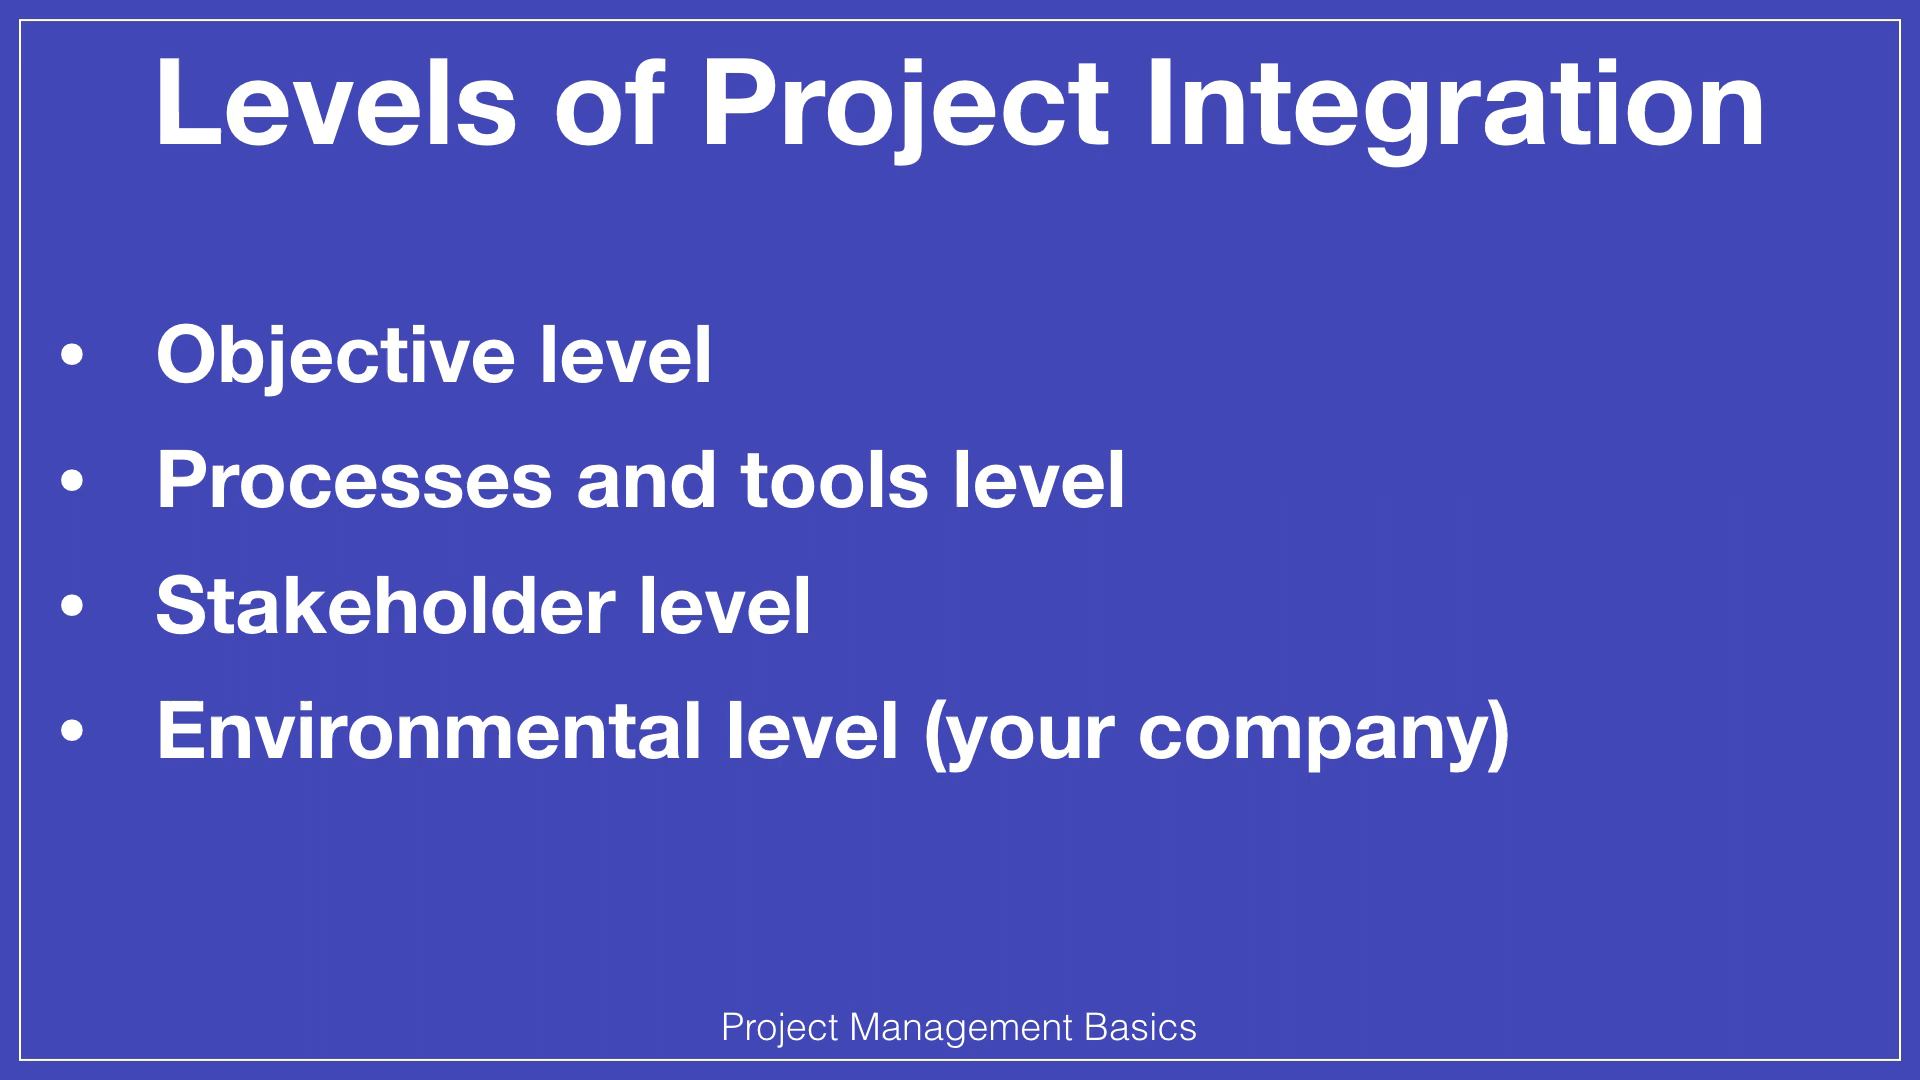 Levels of Project Integration
• Objective level
• Processes and tools level
• Stakeholder level
• Environmental level (your company)
Project Management Basics